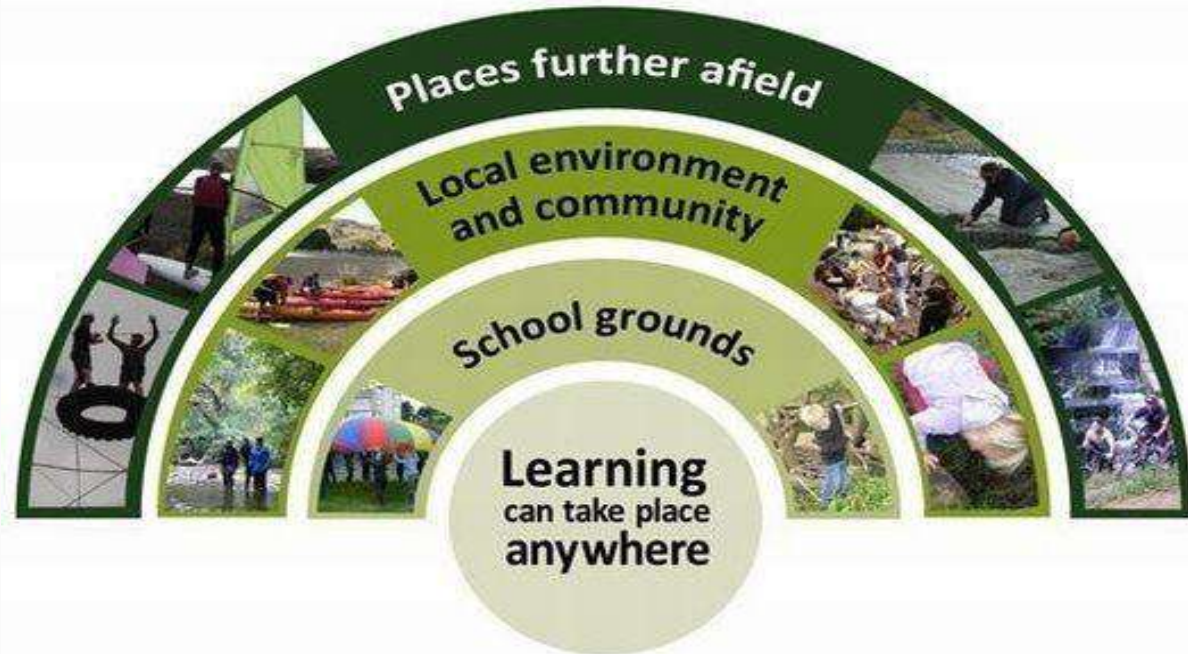 Places further afield
Local environment
and community
School grounds
Learning
can take place
anywhere